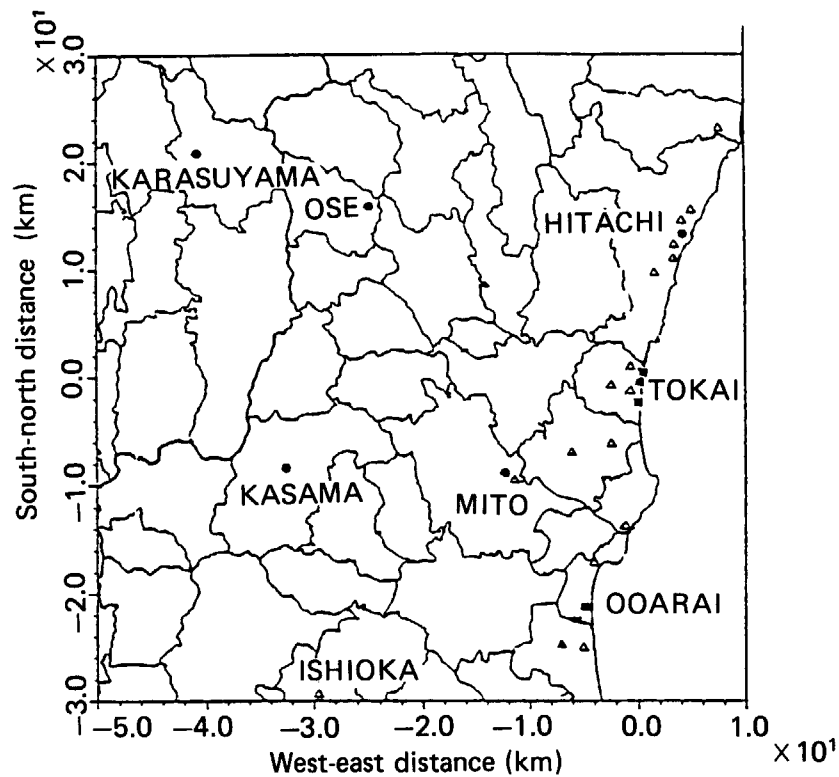 × 10¹
3.0
2.0
1.0
0.0
−1.0
−2.0
−3.0
South-north distance (km)
KARASUYAMA
OSE
HITACHI
TOKAI
KASAMA
MITO
OOARAI
ISHIOKA
−5.0 −4.0 −3.0 −2.0 −1.0 0.0 1.0
× 10¹
West-east distance (km)